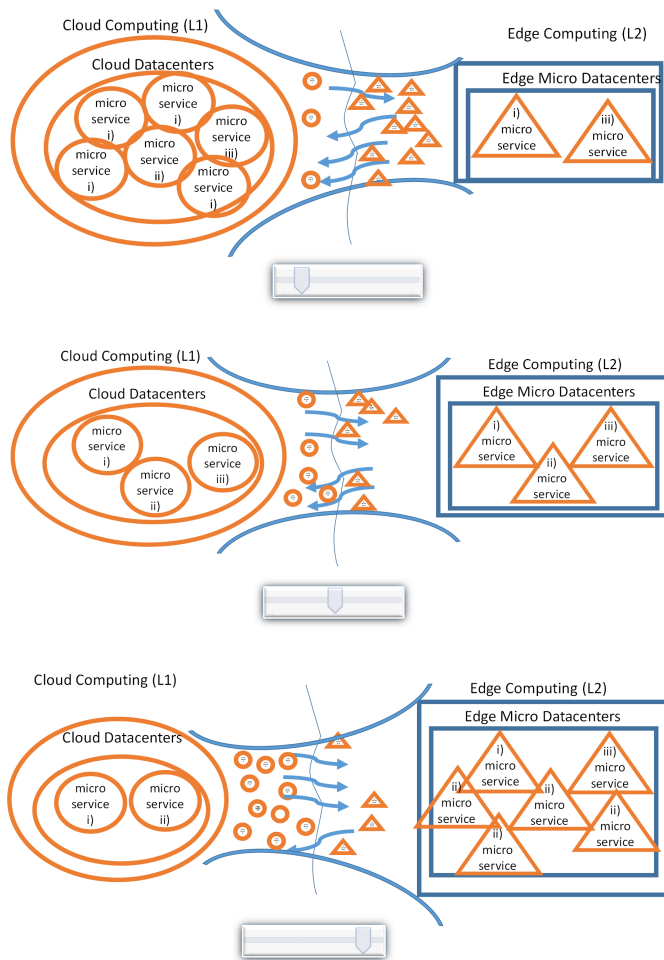 Cloud Computing (L1)
Edge Computing (L2)
Cloud Datacenters
Edge Micro Datacenters
micro
service
i)
micro
service
i)
micro
service
iii)
micro
service
i)
micro
service
ii)
micro
service
i)
i)
micro
service
iii)
micro
service
Cloud Computing (L1)
Edge Computing (L2)
Cloud Datacenters
Edge Micro Datacenters
micro
service
i)
micro
service
ii)
micro
service
iii)
i)
micro
service
ii)
micro
service
iii)
micro
service
Cloud Computing (L1)
Edge Computing (L2)
Cloud Datacenters
Edge Micro Datacenters
micro
service
i)
micro
service
ii)
i)
micro
service
iii)
micro
service
ii)
micro
service
ii)
micro
service
ii)
micro
service
ii)
micro
service